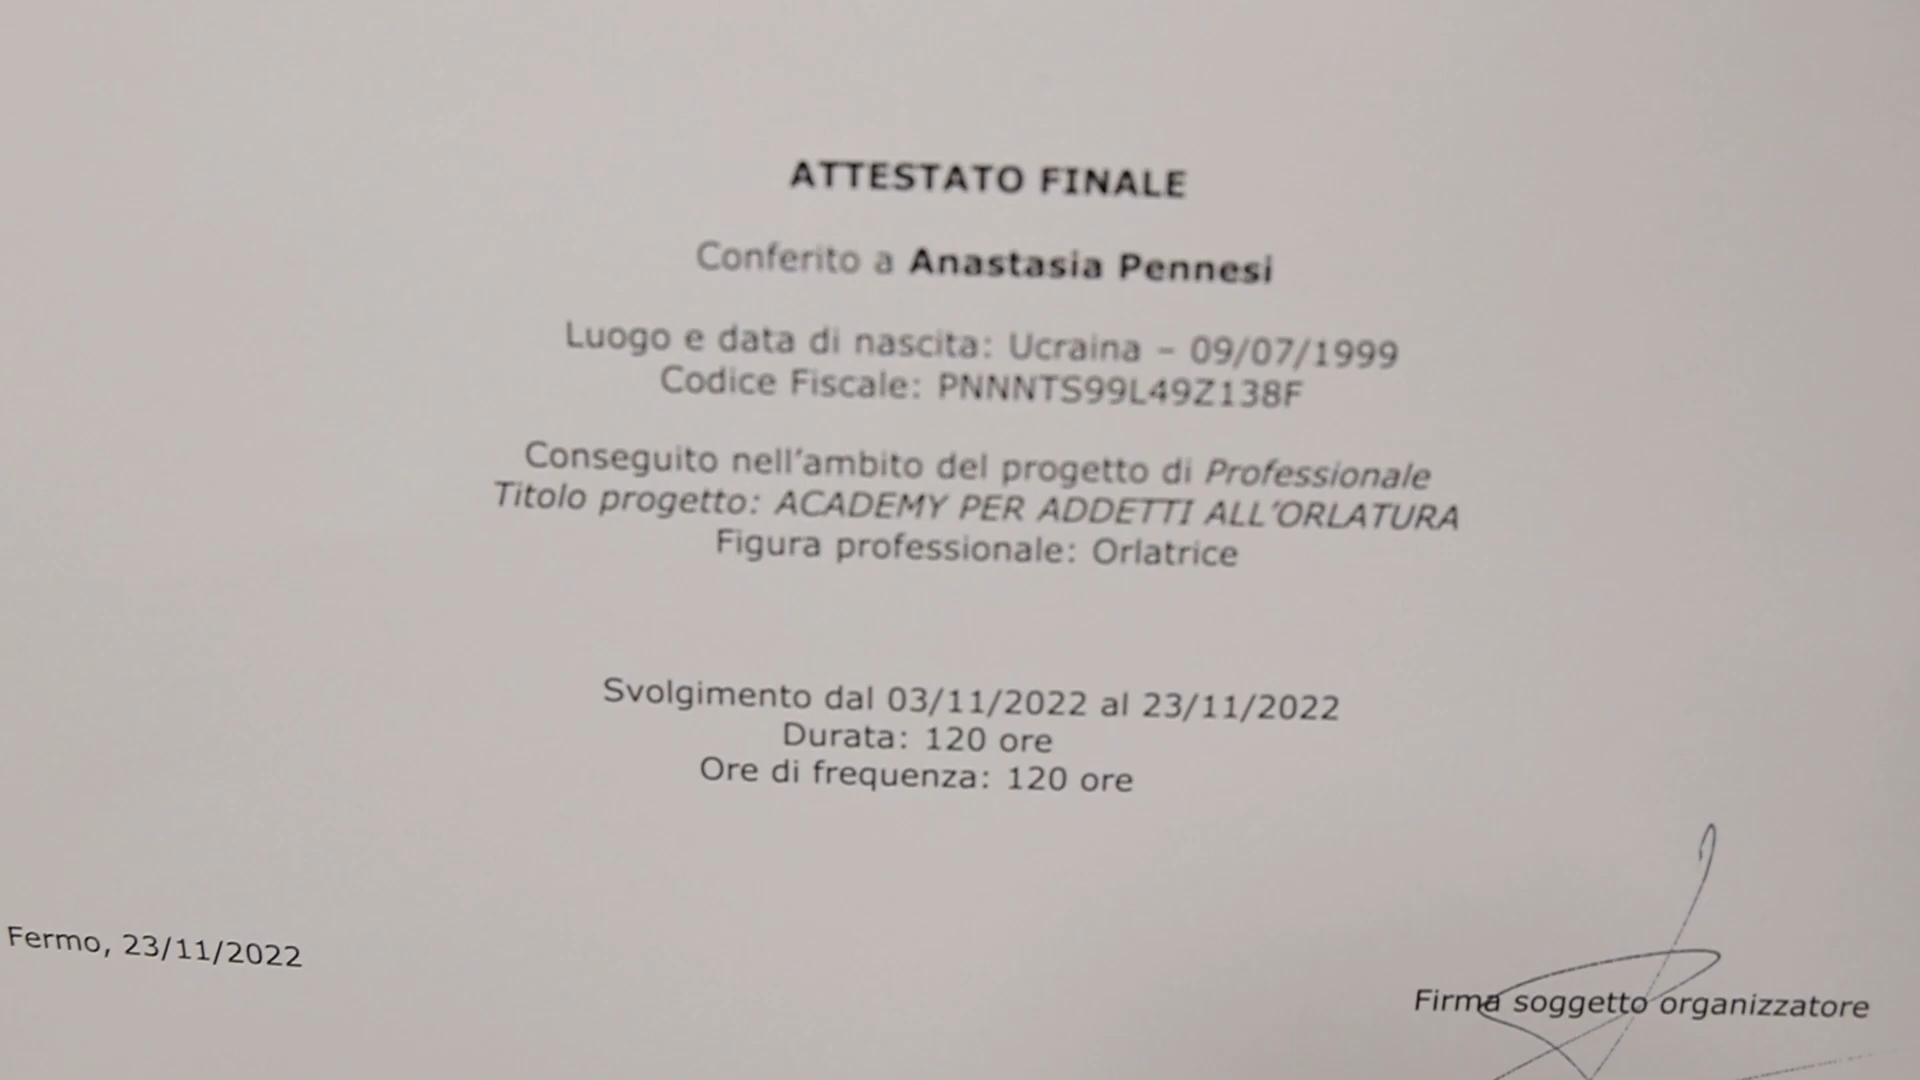 ATTESTATO FINALE
Conferito a Anastasia Pennesi
Luogo e data di nascita: Ucraina – 09/07/1999
Codice Fiscale: PNNNTS99L49Z138F
Conseguito nell'ambito del progetto di Professionale
Titolo progetto: ACADEMY PER ADDETTI ALL'ORLATURA
Figura professionale: Orlatrice
Svolgimento dal 03/11/2022 al 23/11/2022
Durata: 120 ore
Ore di frequenza: 120 ore
Fermo, 23/11/2022
Firma soggetto organizzatore